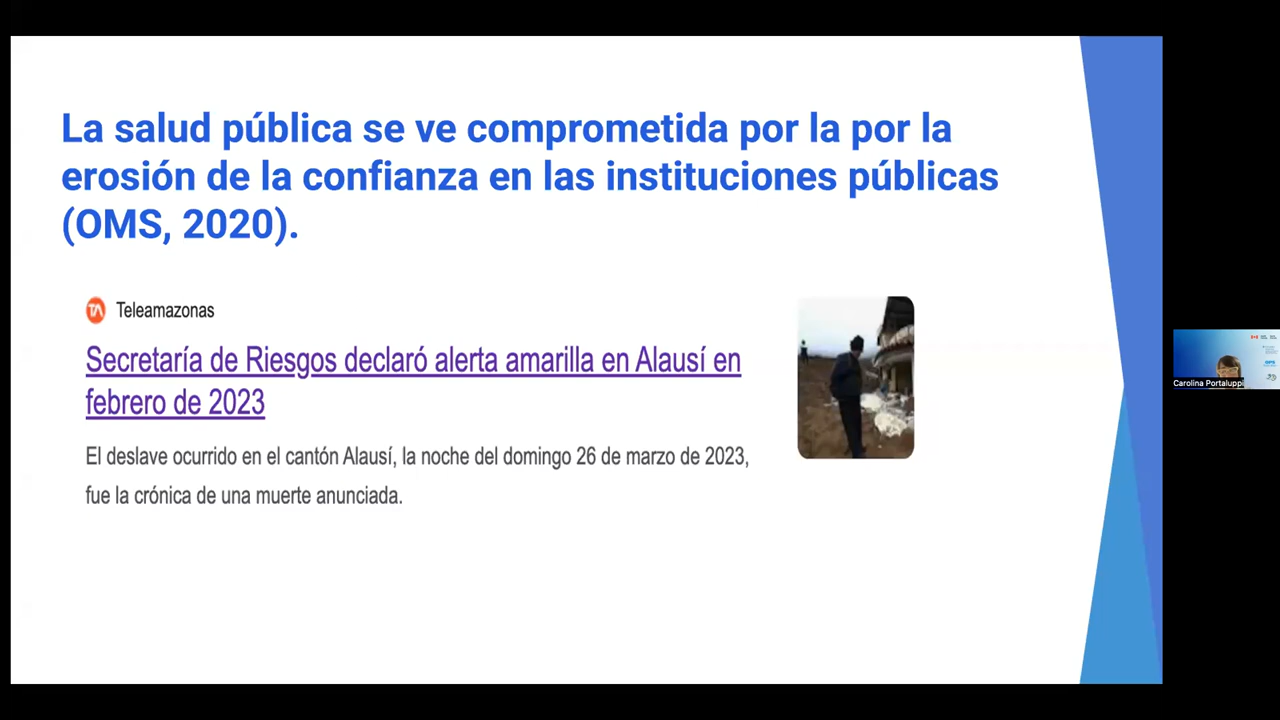 La salud pública se ve comprometida por la por la
erosión de la confianza en las instituciones públicas
(OMS, 2020).
TA Teleamazonas
Secretaría de Riesgos declaró alerta amarilla en Alausí en
febrero de 2023
El deslave ocurrido en el cantón Alausí, la noche del domingo 26 de marzo de 2023,
fue la crónica de una muerte anunciada.
Carolina Portaluppi